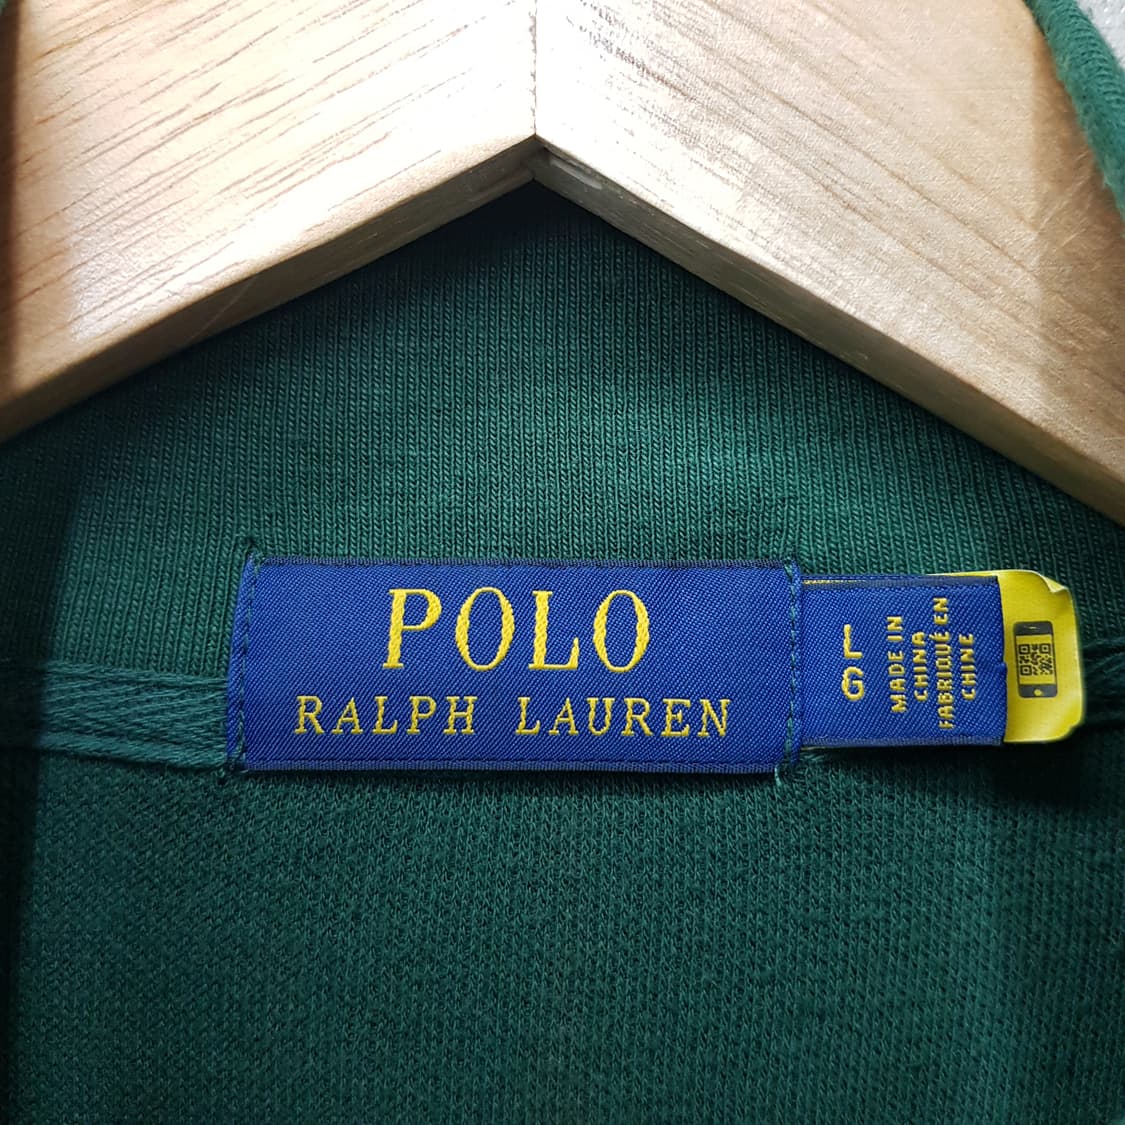 POLO
RALPH LAUREN
L
G
MADE IN
CHINA
FABRIQUÉ EN
CHINE